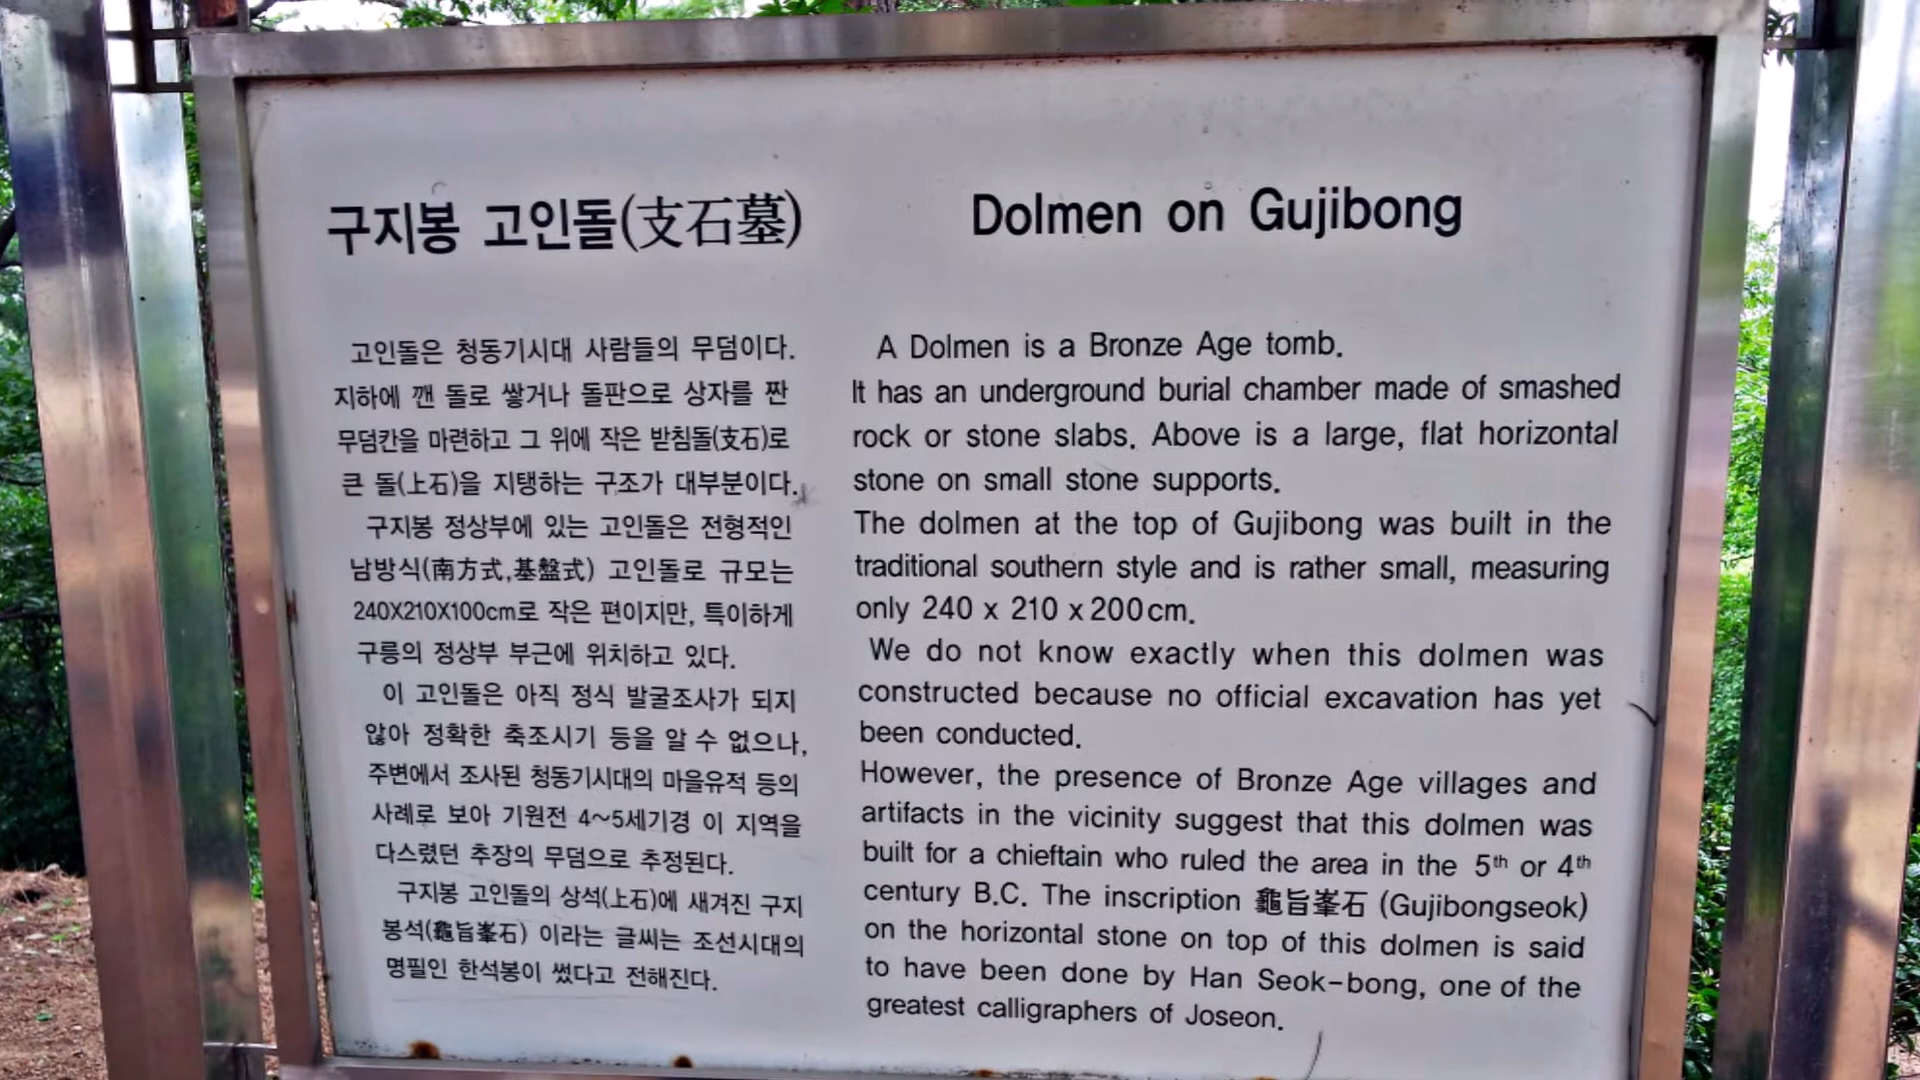 구지봉 고인돌(支石墓)
고인돌은 청동기시대 사람들의 무덤이다.
지하에 깬 돌로 쌓거나 돌판으로 상자를 짠
무덤칸을 마련하고 그 위에 작은 받침돌(支石)로
큰 돌(上石)을 지탱하는 구조가 대부분이다.
구지봉 정상부에 있는 고인돌은 전형적인
남방식(南方式,基盤式) 고인돌로 규모는
240X210X100cm로 작은 편이지만, 특이하게
구릉의 정상부 부근에 위치하고 있다.
이 고인돌은 아직 정식 발굴조사가 되지
않아 정확한 축조시기 등을 알 수 없으나,
주변에서 조사된 청동기시대의 마을유적 등의
사례로 보아 기원전 4~5세기경 이 지역을
다스렸던 추장의 무덤으로 추정된다.
구지봉 고인돌의 상석(上石)에 새겨진 구지
봉석(龜旨峯石) 이라는 글씨는 조선시대의
명필인 한석봉이 썼다고 전해진다.
Dolmen on Gujibong
A Dolmen is a Bronze Age tomb.
It has an underground burial chamber made of smashed
rock or stone slabs. Above is a large, flat horizontal
stone on small stone supports.
The dolmen at the top of Gujibong was built in the
traditional southern style and is rather small, measuring
only 240 x 210 x 200cm.
We do not know exactly when this dolmen was
constructed because no official excavation has yet
been conducted.
However, the presence of Bronze Age villages and
artifacts in the vicinity suggest that this dolmen was
built for a chieftain who ruled the area in the 5th or 4th
century B.C. The inscription 龜旨峯石 (Gujibongseok)
on the horizontal stone on top of this dolmen is said
to have been done by Han Seok-bong, one of the
greatest calligraphers of Joseon.